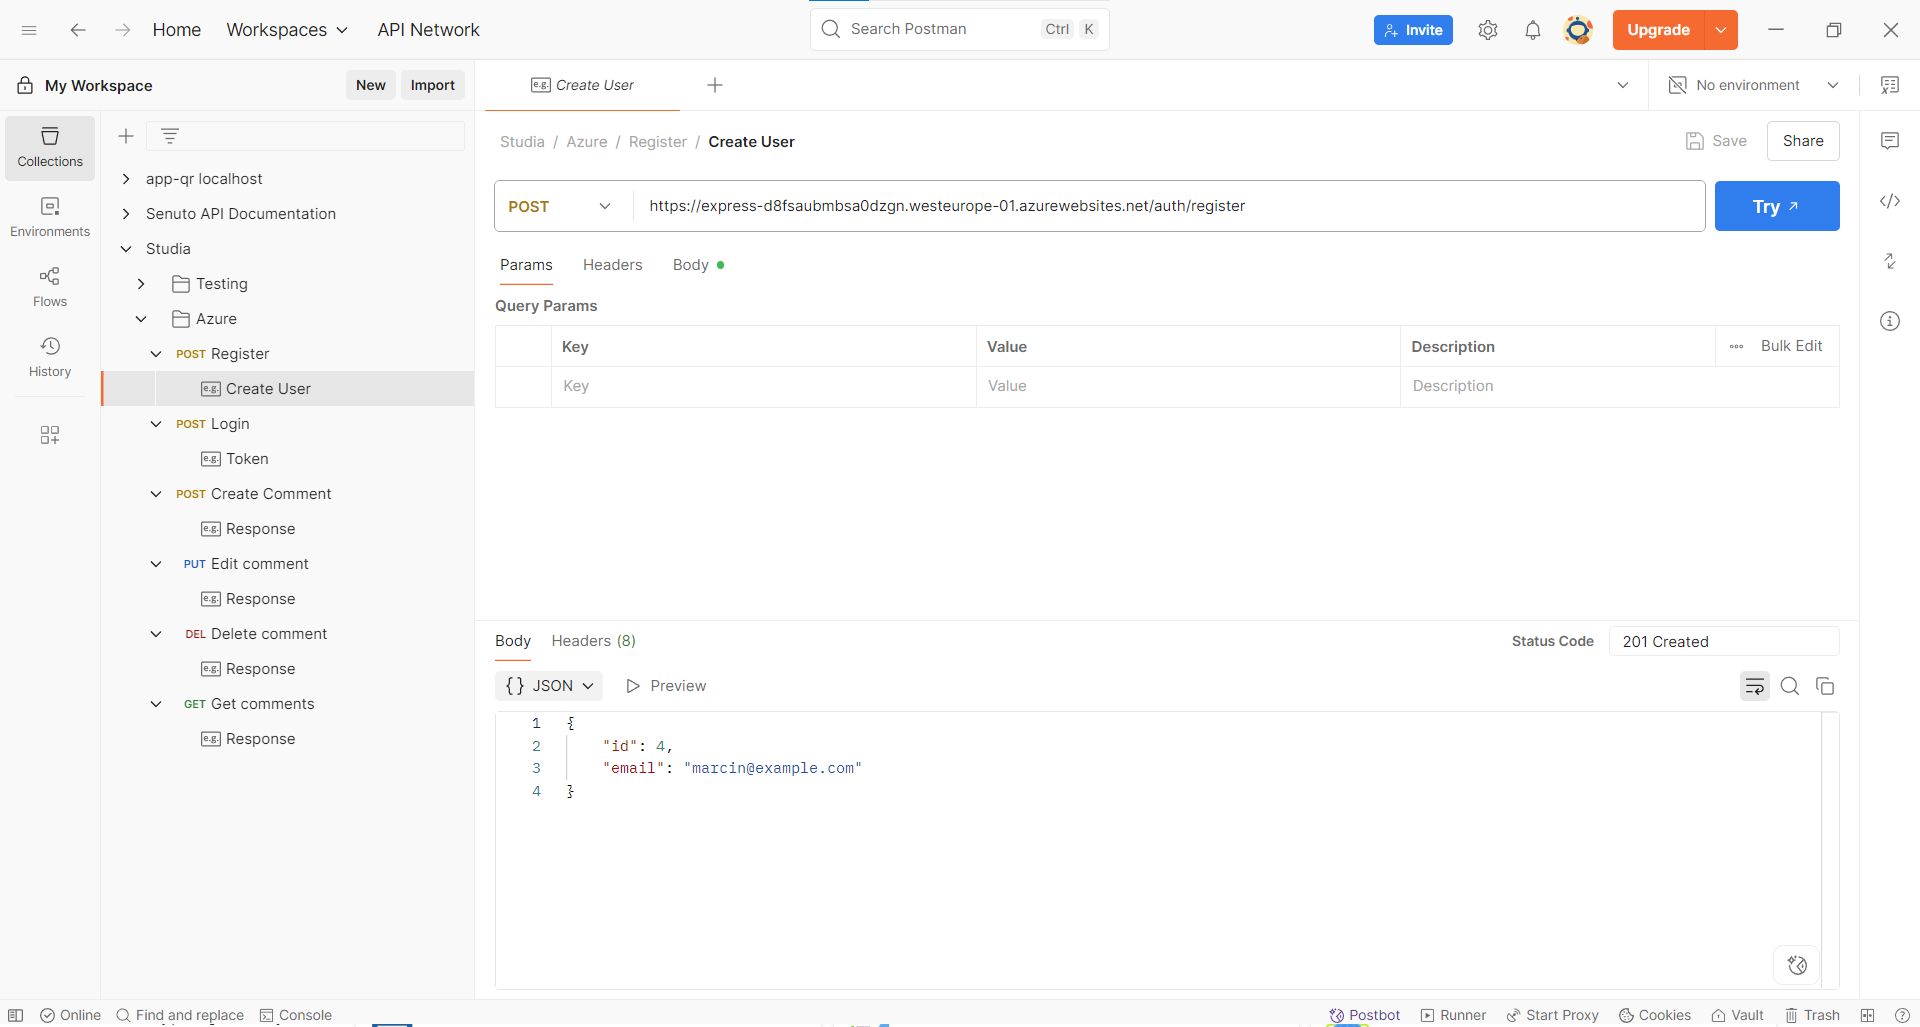 Home
Workspaces
API Network
Search Postman
Ctrl K
Invite
Upgrade
My Workspace
New
Import
Create User
No environment
Collections
Environments
Flows
History
app-qr localhost
Senuto API Documentation
Studia
Testing
Azure
POST Register
e.g. Create User
POST Login
e.g. Token
POST Create Comment
e.g. Response
PUT Edit comment
e.g. Response
DEL Delete comment
e.g. Response
GET Get comments
e.g. Response
Studia / Azure / Register / Create User
Save
Share
POST
https://express-d8fsaubmbsa0dzgn.westeurope-01.azurewebsites.net/auth/register
Try
Params
Headers
Body
Query Params
Key Value Description Bulk Edit
Key Value Description
Body
Headers (8)
Status Code
201 Created
{} JSON
Preview
1 {
2 "id": 4,
3 "email": "marcin@example.com"
4 }
Online
Find and replace
Console
Postbot
Runner
Start Proxy
Cookies
Vault
Trash